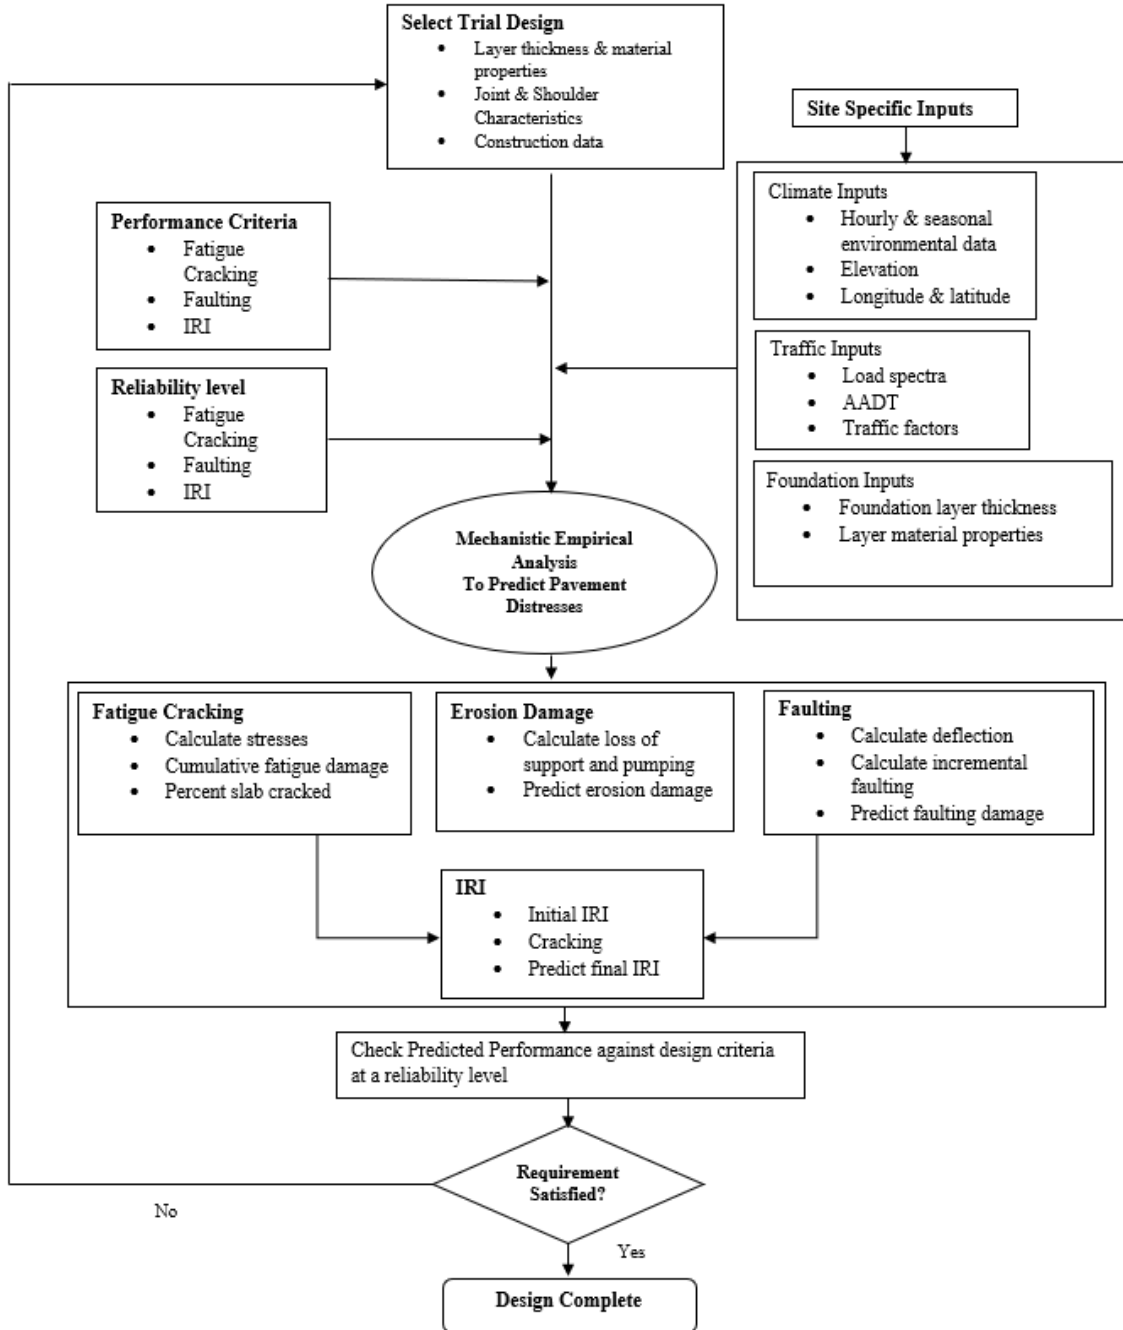 Select Trial Design
• Layer thickness & material
properties
• Joint & Shoulder
Characteristics
• Construction data
Site Specific Inputs
Performance Criteria
• Fatigue
Cracking
• Faulting
• IRI
Reliability level
• Fatigue
Cracking
• Faulting
• IRI
Climate Inputs
• Hourly & seasonal
environmental data
• Elevation
• Longitude & latitude
Traffic Inputs
• Load spectra
• AADT
• Traffic factors
Foundation Inputs
• Foundation layer thickness
• Layer material properties
Mechanistic Empirical
Analysis
To Predict Pavement
Distresses
Fatigue Cracking
• Calculate stresses
• Cumulative fatigue damage
• Percent slab cracked
Erosion Damage
• Calculate loss of
support and pumping
• Predict erosion damage
Faulting
• Calculate deflection
• Calculate incremental
faulting
• Predict faulting damage
IRI
• Initial IRI
• Cracking
• Predict final IRI
Check Predicted Performance against design criteria
at a reliability level
Requirement
Satisfied?
No
Yes
Design Complete